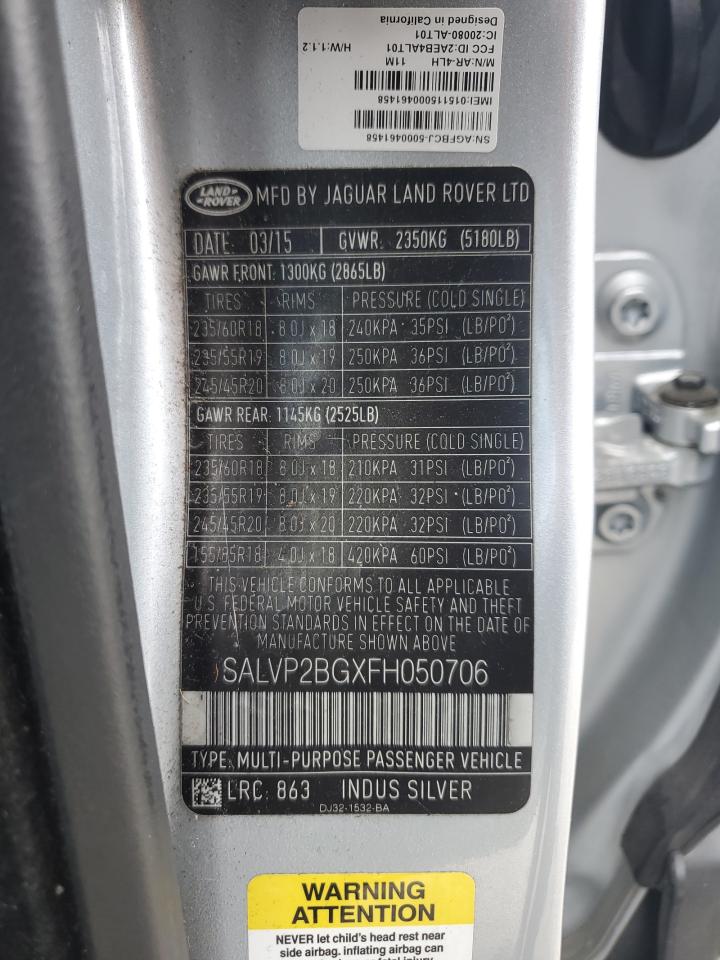 SN:AGFBCJ-5000461458
IMEI:015115000461458
M/N:AR-4LH 11M
FCC ID:2AEB4ALT01 H/W:1.1.2
IC:20080-ALT01
Designed in California
LAND ROVER MFD BY JAGUAR LAND ROVER LTD
DATE: 03/15 GVWR: 2350KG (5180LB)
GAWR FRONT: 1300KG (2865LB)
TIRES RIMS PRESSURE (COLD SINGLE)
235/60R18 8.0J x 18 240KPA 35PSI (LB/PO²)
235/55R19 8.0J x 19 250KPA 36PSI (LB/PO²)
245/45R20 8.0J x 20 250KPA 36PSI (LB/PO²)
GAWR REAR: 1145KG (2525LB)
TIRES RIMS PRESSURE (COLD SINGLE)
235/60R18 8.0J x 18 210KPA 31PSI (LB/PO²)
235/55R19 8.0J x 19 220KPA 32PSI (LB/PO²)
245/45R20 8.0J x 20 220KPA 32PSI (LB/PO²)
155/85R18 4.0J x 18 420KPA 60PSI (LB/PO²)
THIS VEHICLE CONFORMS TO ALL APPLICABLE
U.S. FEDERAL MOTOR VEHICLE SAFETY AND THEFT
PREVENTION STANDARDS IN EFFECT ON THE DATE OF
MANUFACTURE SHOWN ABOVE
SALVP2BGXFH050706
TYPE: MULTI-PURPOSE PASSENGER VEHICLE
LRC: 863 INDUS SILVER
DJ32-1532-BA
WARNING
ATTENTION
NEVER let child's head rest near
side airbag. inflating airbag can